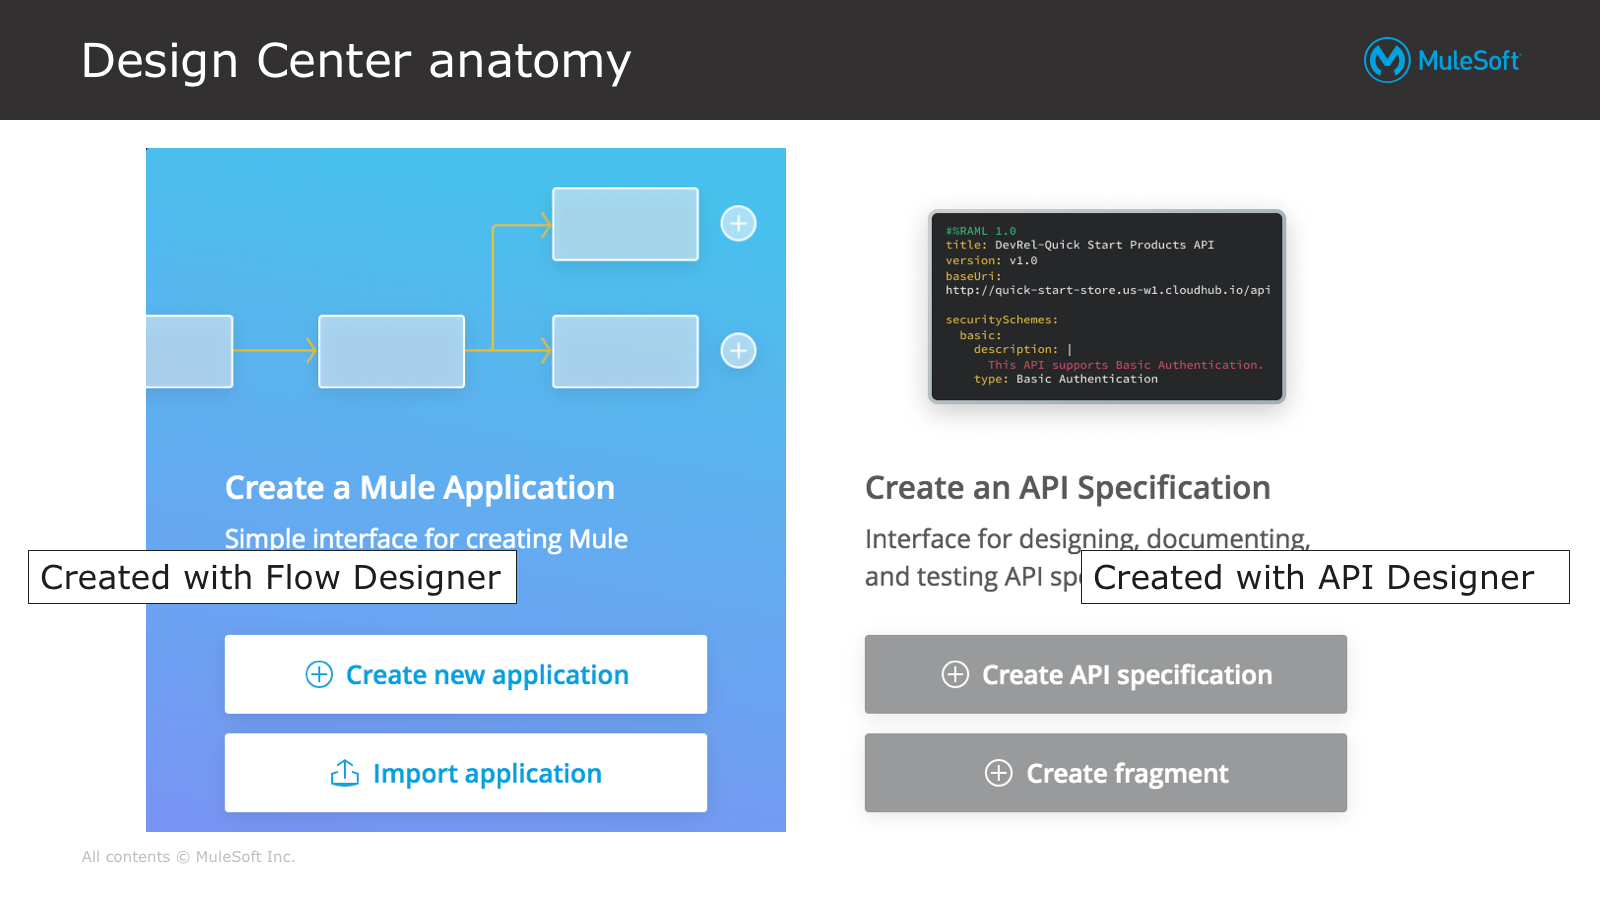 Design Center anatomy
MuleSoft
#%RAML 1.0
title: DevRel-Quick Start Products API
version: v1.0
baseUri:
http://quick-start-store.us-w1.cloudhub.io/api
securitySchemes:
basic:
description: |
This API supports Basic Authentication.
type: Basic Authentication
Create a Mule Application
Simple interface for creating Mule
Created with Flow Designer
Create new application
Import application
Create an API Specification
Interface for designing, documenting,
and testing API
Created with API Designer
Create API specification
Create fragment
All contents © MuleSoft Inc.